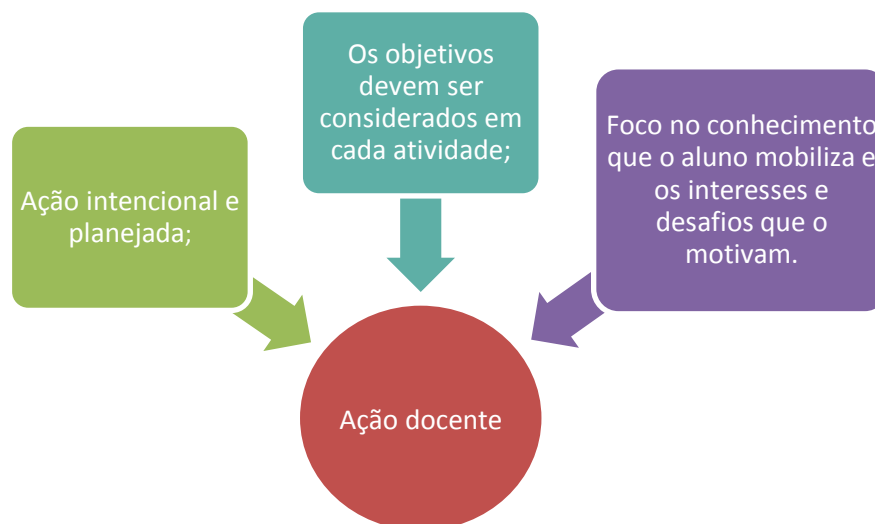 Ação intencional e
planejada;
Os objetivos
devem ser
considerados em
cada atividade;
Foco no conhecimento
que o aluno mobiliza e
os interesses e
desafios que o
motivam.
Ação docente